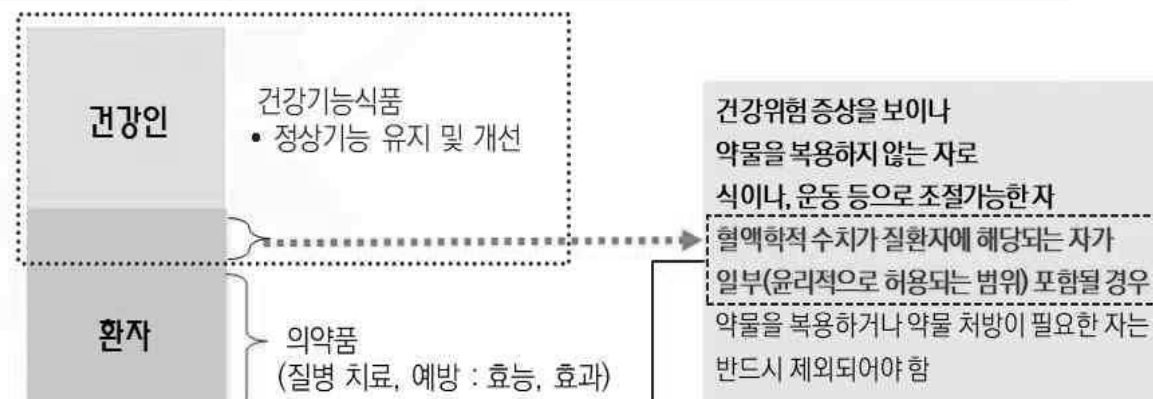 건강인
건강기능식품
• 정상기능 유지 및 개선
환자
의약품
(질병 치료, 예방 : 효능, 효과)
건강위험 증상을 보이나
약물을 복용하지 않는 자로
식이나, 운동 등으로 조절가능한 자
혈액학적 수치가 질환자에 해당되는 자가
일부(윤리적으로 허용되는 범위) 포함될 경우
약물을 복용하거나 약물 처방이 필요한 자는
반드시 제외되어야 함